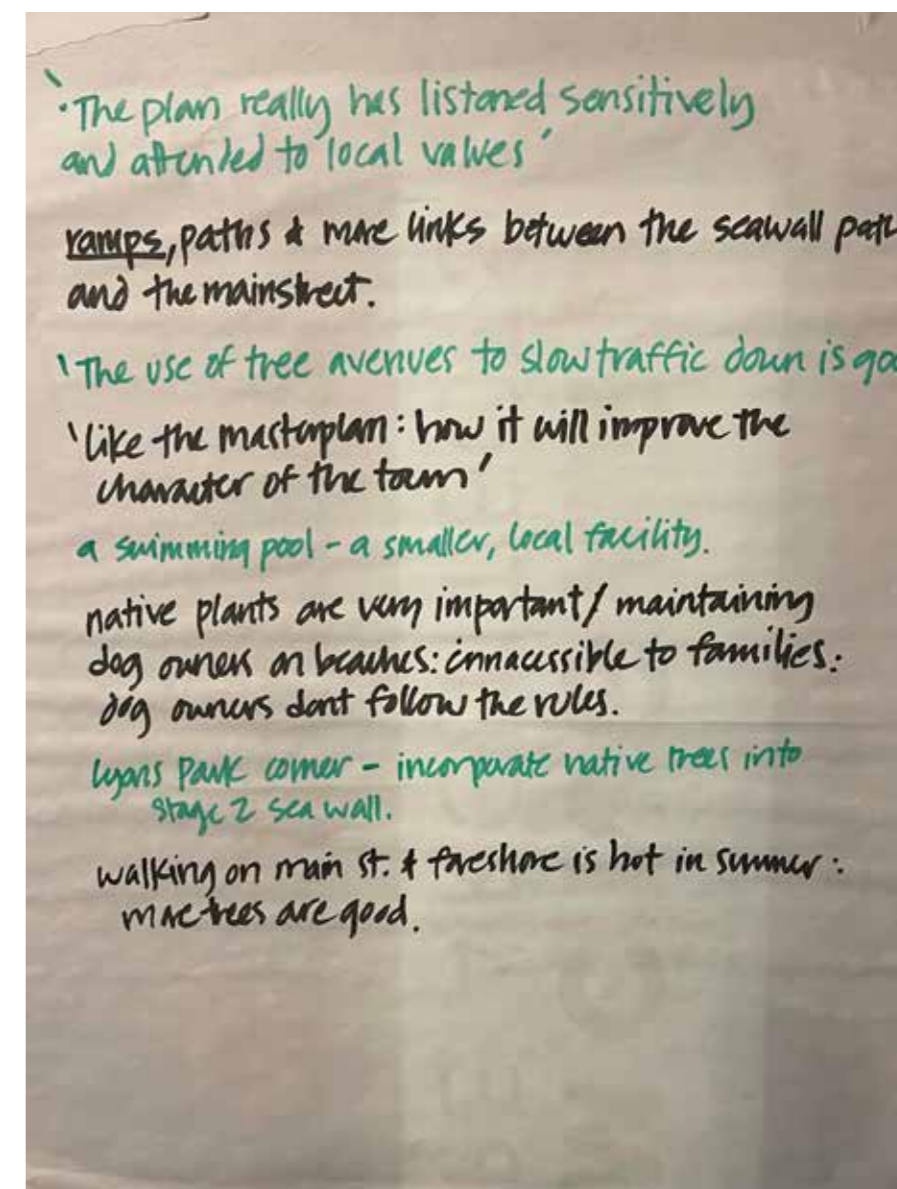 'The plan really has listened sensitively
and attended to local values'
ramps, paths & more links between the seawall path
and the mainstreet.
'The use of tree avenues to slow traffic down is goo
'like the masterplan: how it will improve the
character of the town'
a swimming pool - a smaller, local facility.
native plants are very important/ maintaining
dog owners on beaches: innacessible to families:
dog owners dont follow the rules.
lyons park corner - incorporate native trees into
stage 2 sea wall.
walking on main st. & foreshore is hot in summer:
more trees are good.